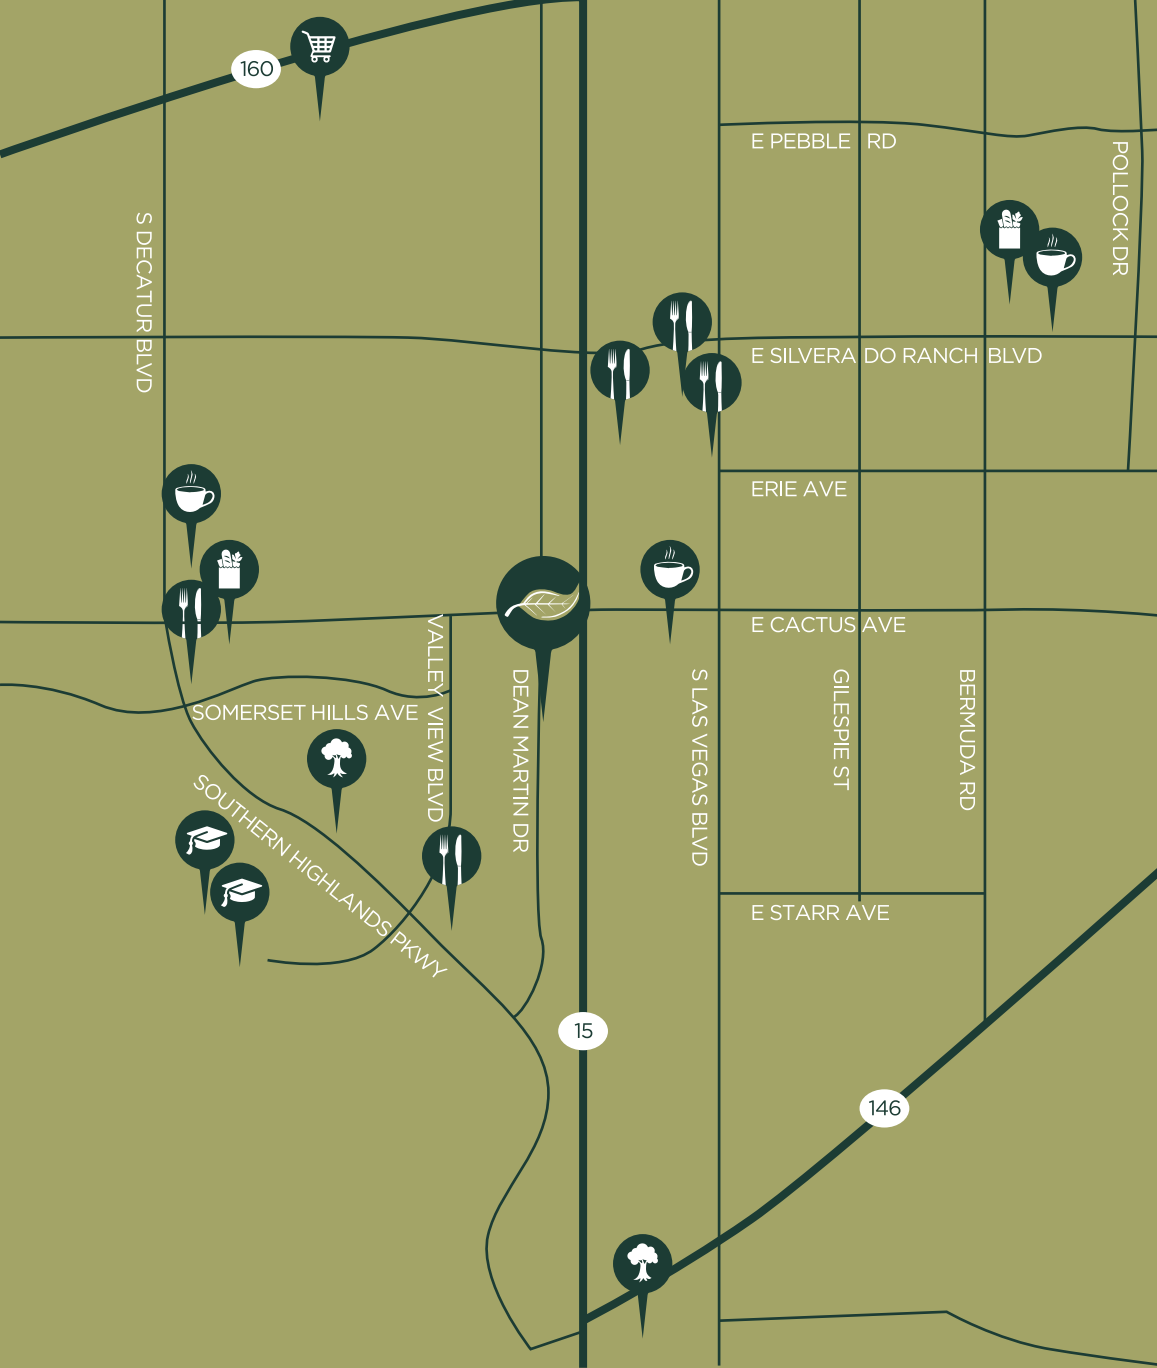 160
E PEBBLE RD
POLLOCK DR
S DECATUR BLVD
E SILVERADO RANCH BLVD
ERIE AVE
E CACTUS AVE
VALLEY VIEW BLVD
DEAN MARTIN DR
S LAS VEGAS BLVD
GILESPIE ST
BERMUDA RD
SOMERSET HILLS AVE
SOUTHERN HIGHLANDS PKWY
E STARR AVE
15
146